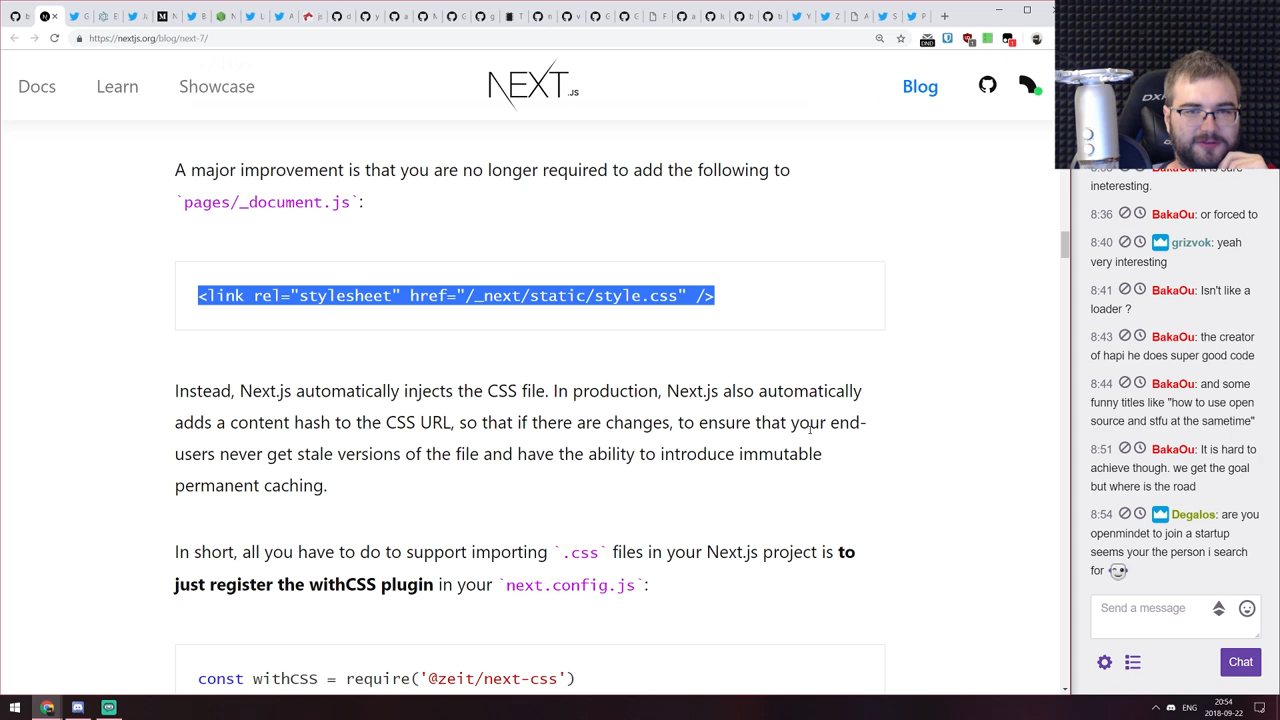 https://nextjs.org/blog/next-7/
Docs
Learn
Showcase
NEXT.JS
Blog
A major improvement is that you are no longer required to add the following to
`pages/_document.js`:
<link rel="stylesheet" href="/_next/static/style.css" />
Instead, Next.js automatically injects the CSS file. In production, Next.js also automatically
adds a content hash to the CSS URL, so that if there are changes, to ensure that your end-
users never get stale versions of the file and have the ability to introduce immutable
permanent caching.
In short, all you have to do to support importing `.css` files in your Next.js project is to
just register the withCSS plugin in your `next.config.js`:
const withCSS = require('@zeit/next-css')
ineteresting.
8:36 BakaOu: or forced to
8:40 grizvok: yeah
very interesting
8:41 BakaOu: Isn't like a
loader ?
8:43 BakaOu: the creator
of hapi he does super good code
8:44 BakaOu: and some
funny titles like "how to use open
source and stfu at the sametime"
8:51 BakaOu: It is hard to
achieve though. we get the goal
but where is the road
8:54 Degalos: are you
openmindet to join a startup
seems your the person i search
for
Send a message
Chat
ENG
20:54
2018-09-22